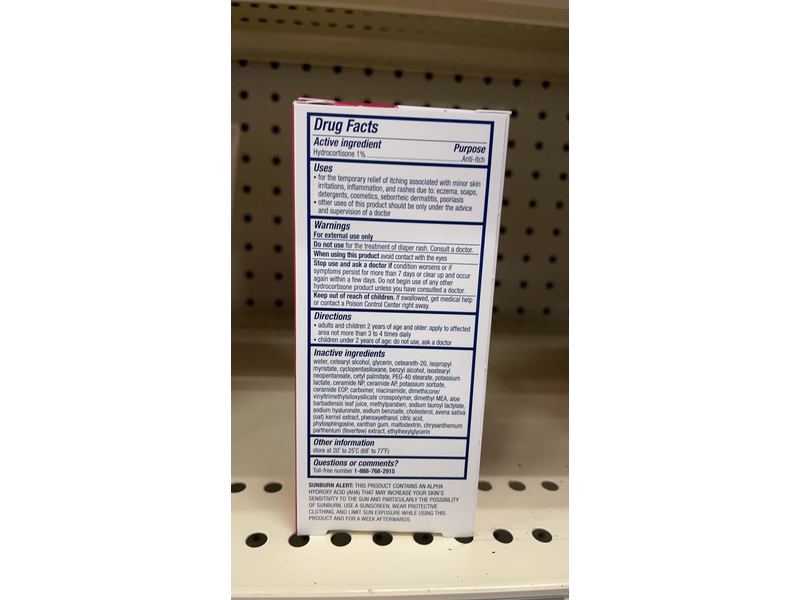 Drug Facts
Active ingredient Purpose
Hydrocortisone 1%........................................Anti-itch
Uses
• for the temporary relief of itching associated with minor skin
irritations, inflammation, and rashes due to: eczema, soaps,
detergents, cosmetics, seborrheic dermatitis, psoriasis
• other uses of this product should be only under the advice
and supervision of a doctor
Warnings
For external use only
Do not use for the treatment of diaper rash. Consult a doctor.
When using this product avoid contact with the eyes
Stop use and ask a doctor if condition worsens or if
symptoms persist for more than 7 days or clear up and occur
again within a few days. Do not begin use of any other
hydrocortisone product unless you have consulted a doctor.
Keep out of reach of children. If swallowed, get medical help
or contact a Poison Control Center right away.
Directions
• adults and children 2 years of age and older: apply to affected
area not more than 3 to 4 times daily
• children under 2 years of age: do not use, ask a doctor
Inactive ingredients
water, cetearyl alcohol, glycerin, ceteareth-20, isopropyl
myristate, cyclopentasiloxane, benzyl alcohol, isostearyl
neopentanoate, cetyl palmitate, PEG-40 stearate, potassium
lactate, ceramide NP, ceramide AP, potassium sorbate,
ceramide EOP, carbomer, niacinamide, dimethicone/
vinyltrimethylsiloxysilicate crosspolymer, dimethyl MEA, aloe
barbadensis leaf juice, methylparaben, sodium lauroyl lactylate,
sodium hyaluronate, sodium benzoate, cholesterol, avena sativa
(oat) kernel extract, phenoxyethanol, citric acid,
phytosphingosine, xanthan gum, maltodextrin, chrysanthemum
parthenium (feverfew) extract, ethylhexylglycerin
Other information
store at 20˚ to 25˚C (68˚ to 77˚F)
Questions or comments?
Toll-free number 1-888-768-2915
SUNBURN ALERT: THIS PRODUCT CONTAINS AN ALPHA
HYDROXY ACID (AHA) THAT MAY INCREASE YOUR SKIN'S
SENSITIVITY TO THE SUN AND PARTICULARLY THE POSSIBILITY
OF SUNBURN. USE A SUNSCREEN, WEAR PROTECTIVE
CLOTHING, AND LIMIT SUN EXPOSURE WHILE USING THIS
PRODUCT AND FOR A WEEK AFTERWARDS.